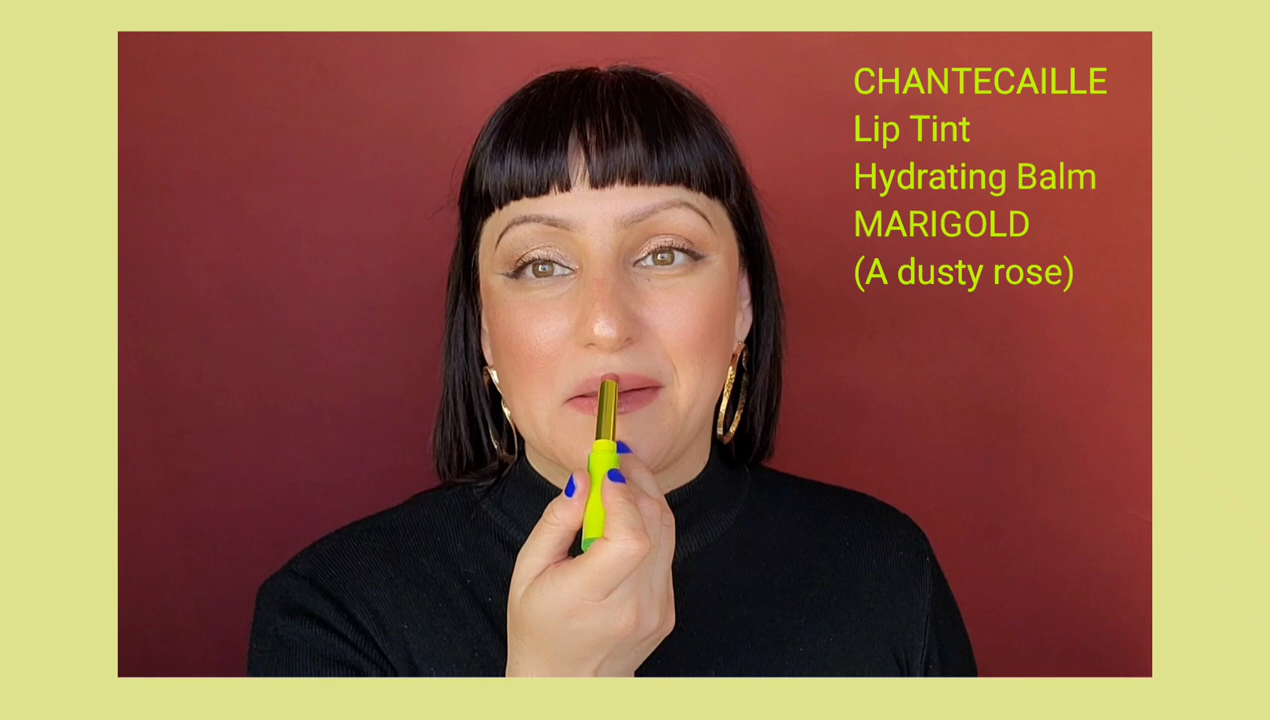 CHANTECAILLE
Lip Tint
Hydrating Balm
MARIGOLD
(A dusty rose)